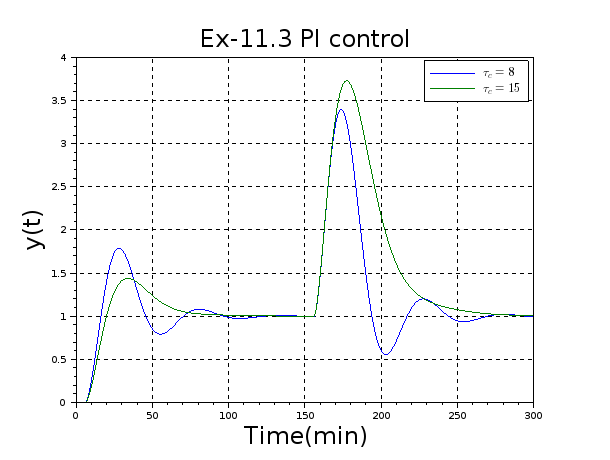 Ex-11.3 PI control
τc = 8
τc = 15
4
3.5
3
2.5
2
1.5
1
0.5
0
y(t)
0 50 100 150 200 250 300
Time(min)